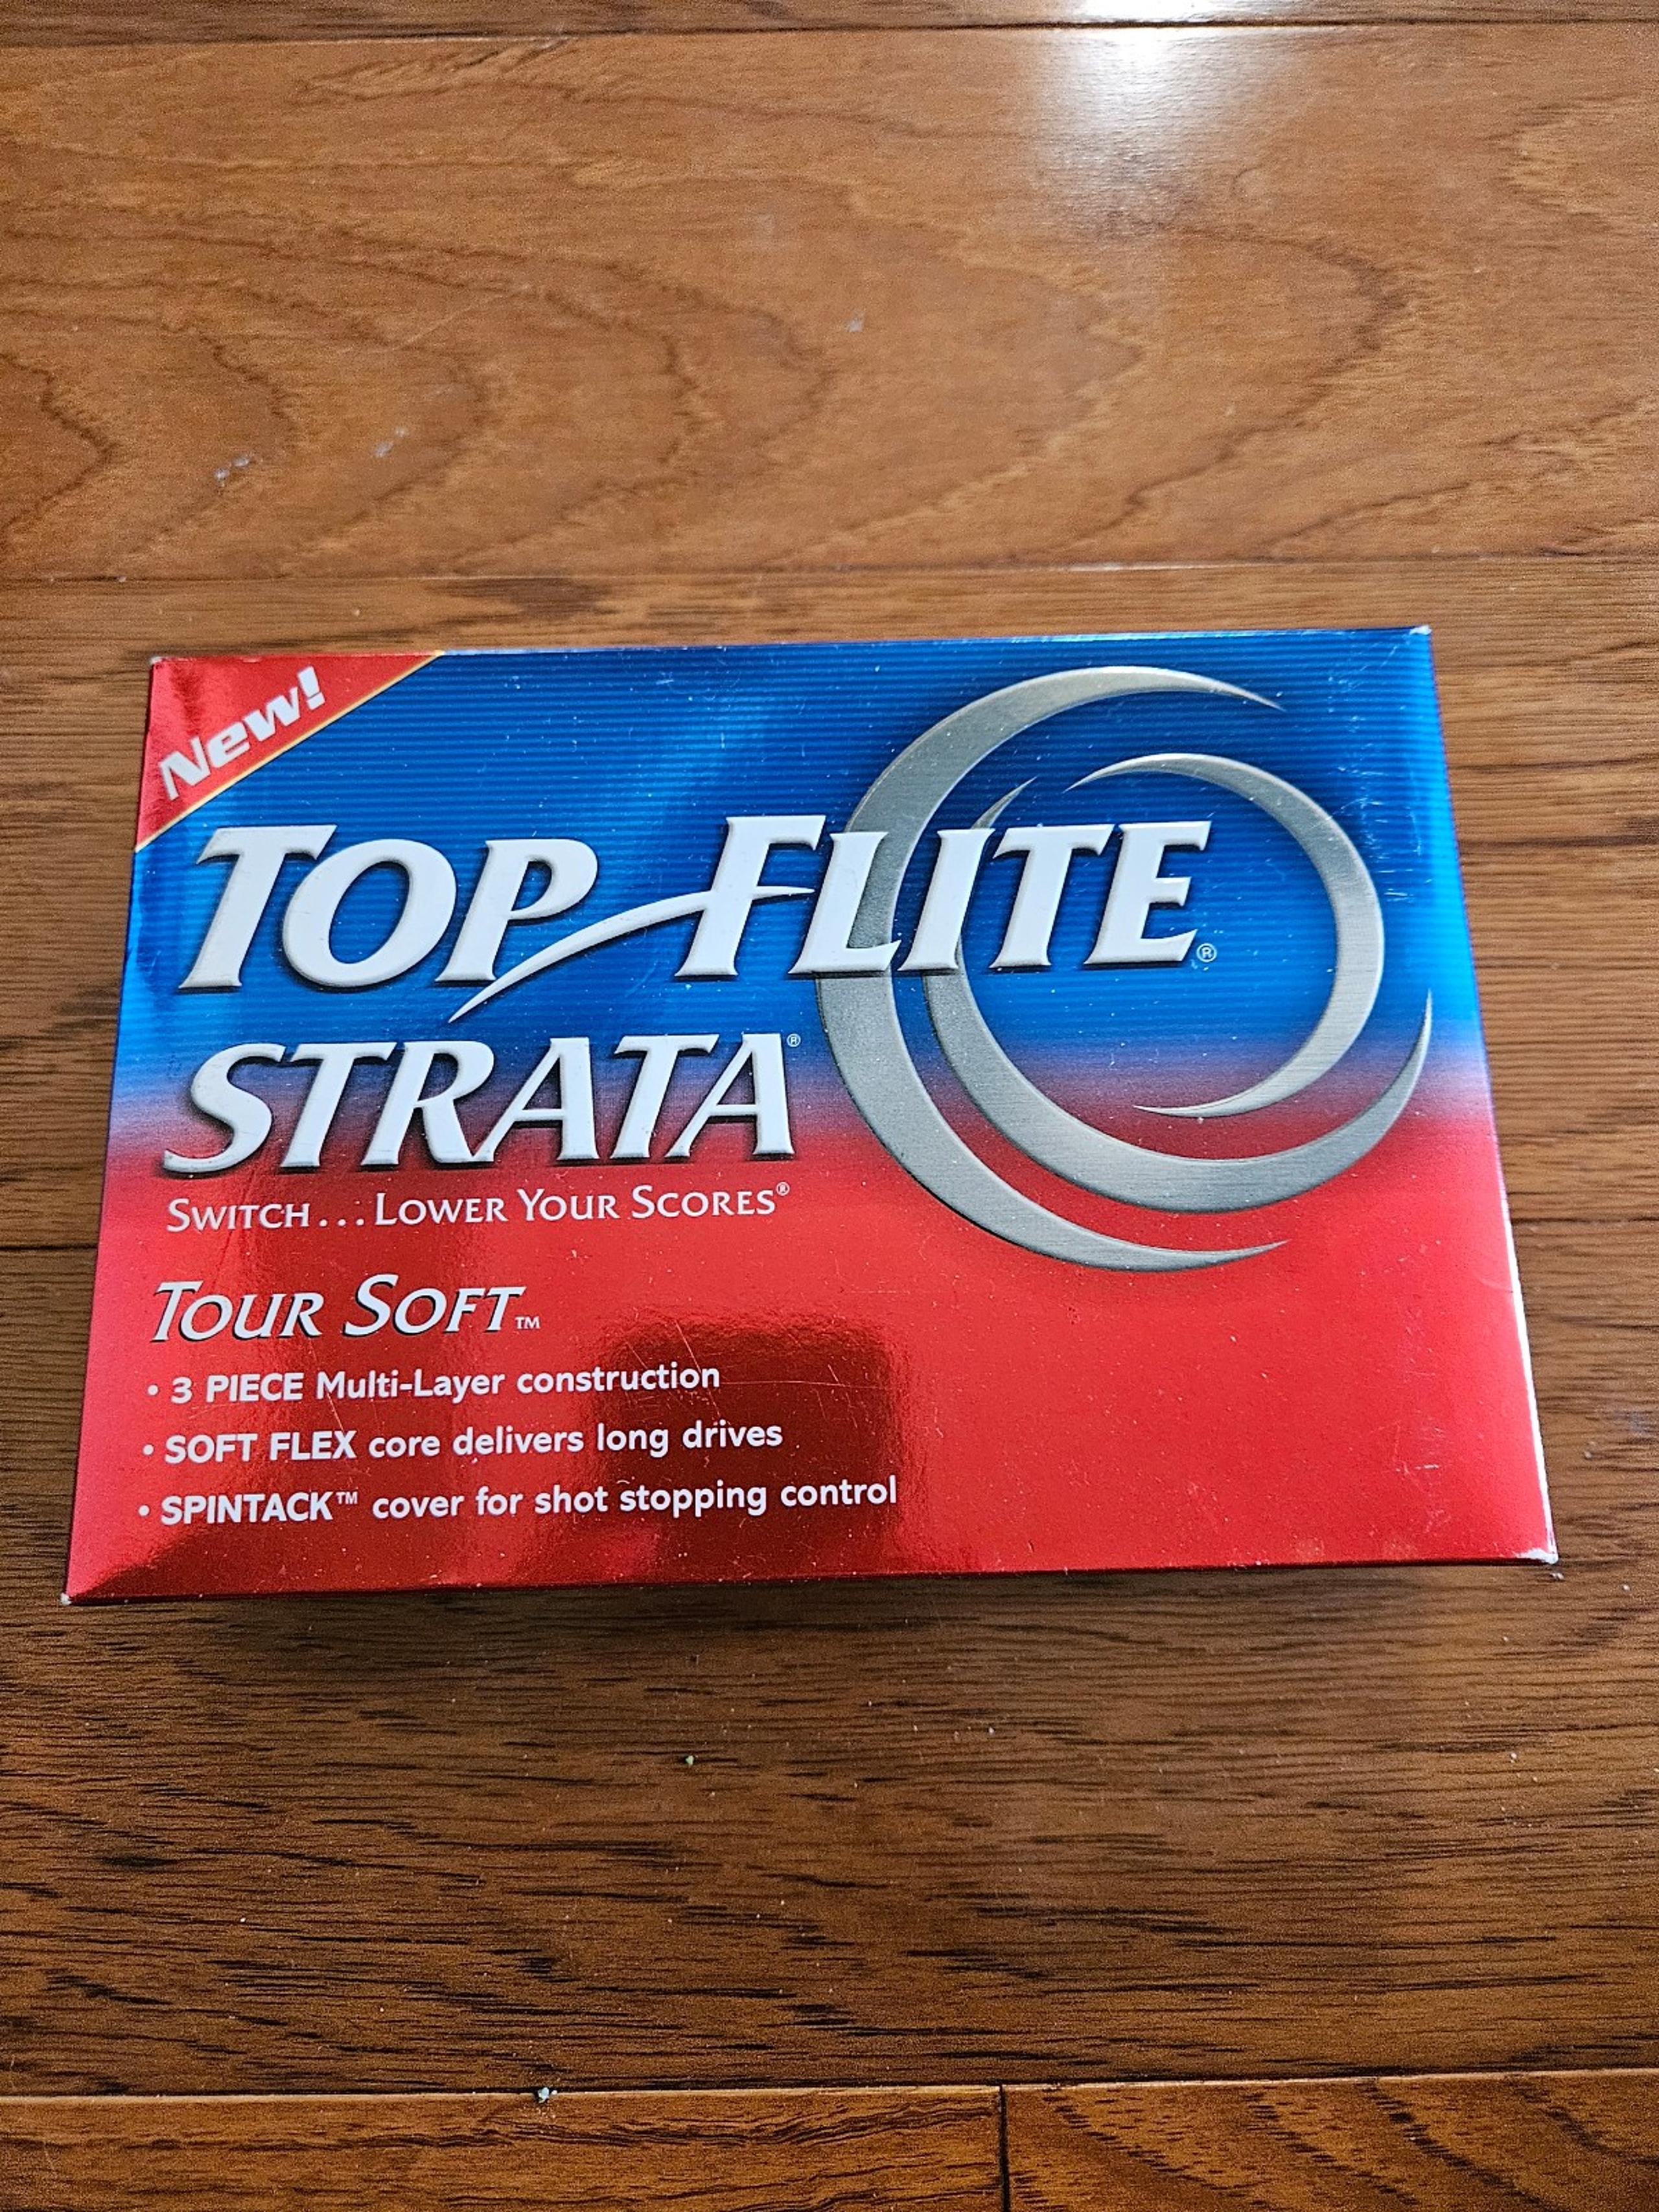 New!
TOP-FLITE®
STRATA®
SWITCH... LOWER YOUR SCORES®
TOUR SOFT™
• 3 PIECE Multi-Layer construction
• SOFT FLEX core delivers long drives
• SPINTACK™ cover for shot stopping control